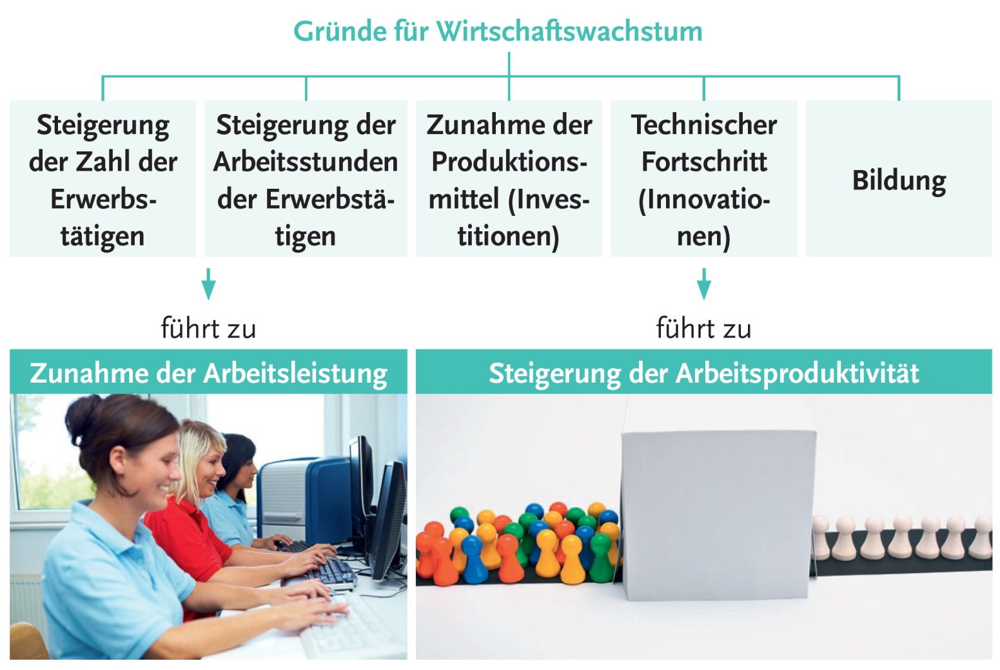 Gründe für Wirtschaftswachstum
Steigerung
der Zahl der
Erwerbs-
tätigen
Steigerung der
Arbeitsstunden
der Erwerbstä-
tigen
Zunahme der
Produktions-
mittel (Inves-
titionen)
Technischer
Fortschritt
(Innovatio-
nen)
Bildung
führt zu
führt zu
Zunahme der Arbeitsleistung
Steigerung der Arbeitsproduktivität